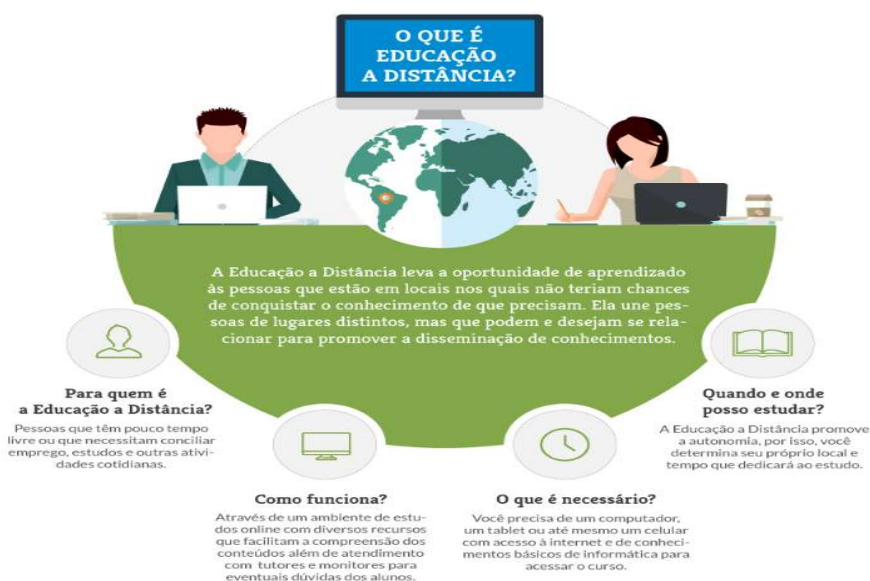 O QUE É
EDUCAÇÃO
A DISTÂNCIA?
A Educação a Distância leva a oportunidade de aprendizado
às pessoas que estão em locais nos quais não teriam chances
de conquistar o conhecimento de que precisam. Ela une pes-
soas de lugares distintos, mas que podem e desejam se rela-
cionar para promover a disseminação de conhecimentos.
Para quem é
a Educação a Distância?
Pessoas que têm pouco tempo
livre ou que necessitam conciliar
emprego, estudos e outras ativi-
dades cotidianas.
Como funciona?
Através de um ambiente de estu-
dos online com diversos recursos
que facilitam a compreensão dos
conteúdos além de atendimento
com tutores e monitores para
eventuais dúvidas dos alunos.
O que é necessário?
Você precisa de um computador,
um tablet ou até mesmo um celular
com acesso à internet e de conheci-
mentos básicos de informática para
acessar o curso.
Quando e onde
posso estudar?
A Educação a Distância promove
a autonomia, por isso, você
determina seu próprio local e
tempo que dedicará ao estudo.